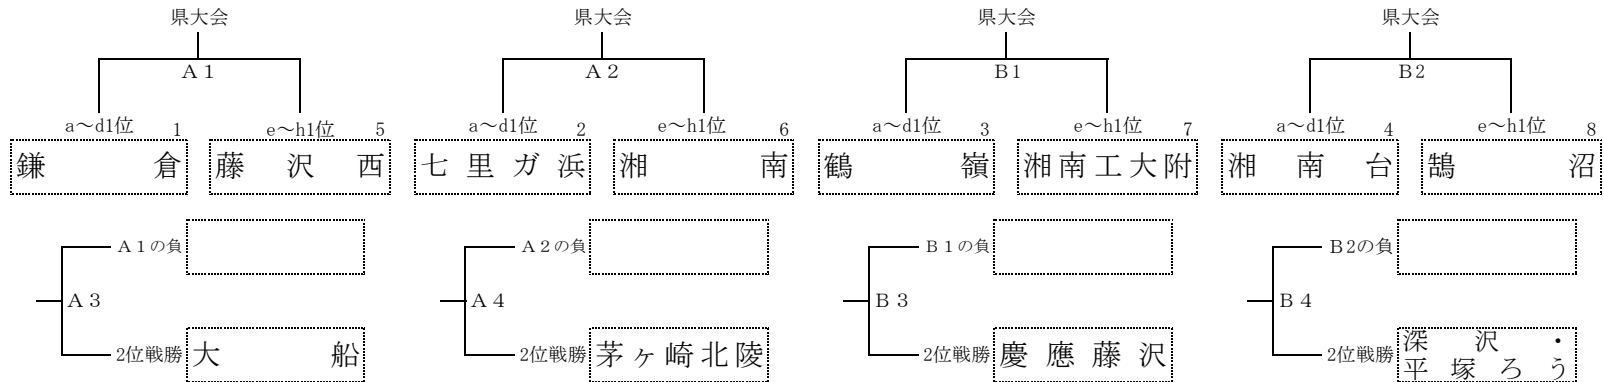 県大会 県大会 県大会 県大会
A1 A2 B1 B2
a～d1位 1 e～h1位 5 a～d1位 2 e～h1位 6 a～d1位 3 e～h1位 7 a～d1位 4 e～h1位 8
鎌倉 藤沢西 七里ガ浜 湘南 鶴嶺 湘南工大附 湘南台 鵠沼
A1の負 A2の負 B1の負 B2の負
A3 A4 B3 B4
2位戦勝 大船 2位戦勝 茅ヶ崎北陵 2位戦勝 慶應藤沢 2位戦勝 深沢・
平塚ろう